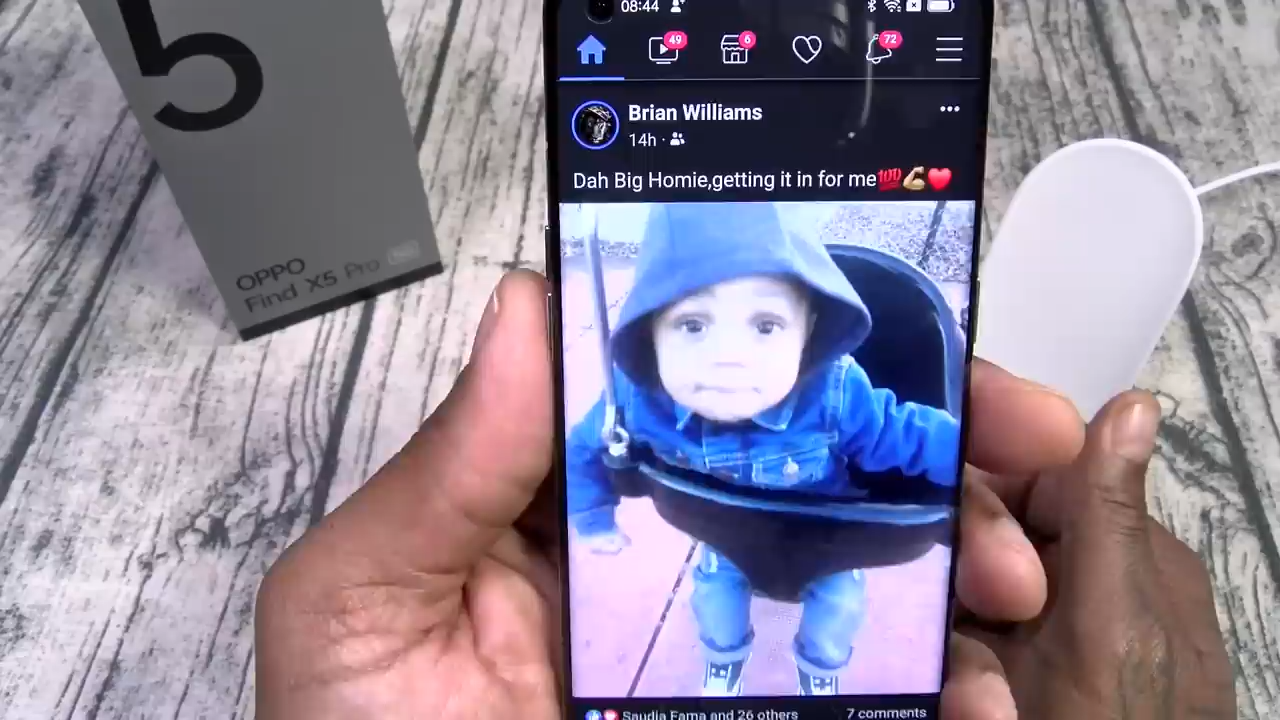 5
OPPO
Find X5 Pro
08:44
49
6
72
Brian Williams
14h ·
Dah Big Homie,getting it in for me💯💪❤️
Saudia Fama and 26 others
7 comments